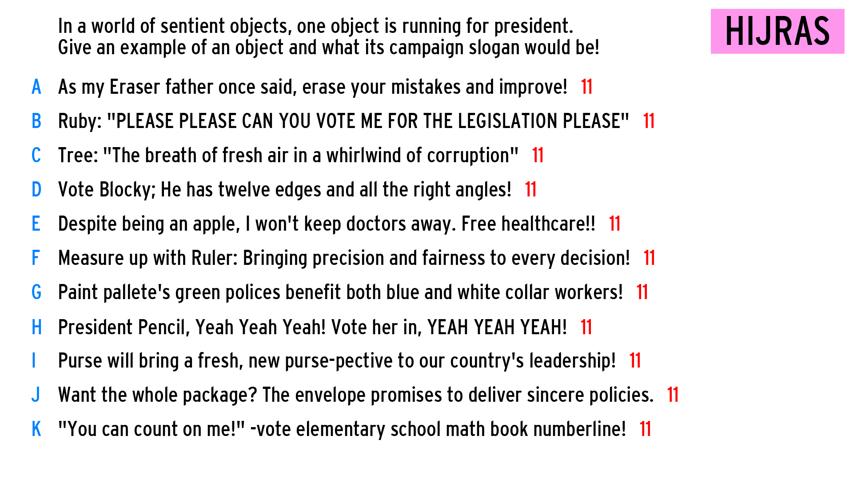 In a world of sentient objects, one object is running for president.
Give an example of an object and what its campaign slogan would be!
HIJRAS
A As my Eraser father once said, erase your mistakes and improve! 11
B Ruby: "PLEASE PLEASE CAN YOU VOTE ME FOR THE LEGISLATION PLEASE" 11
C Tree: "The breath of fresh air in a whirlwind of corruption" 11
D Vote Blocky; He has twelve edges and all the right angles! 11
E Despite being an apple, I won't keep doctors away. Free healthcare!! 11
F Measure up with Ruler: Bringing precision and fairness to every decision! 11
G Paint pallete's green polices benefit both blue and white collar workers! 11
H President Pencil, Yeah Yeah Yeah! Vote her in, YEAH YEAH YEAH! 11
I Purse will bring a fresh, new purse-pective to our country's leadership! 11
J Want the whole package? The envelope promises to deliver sincere policies. 11
K "You can count on me!" -vote elementary school math book numberline! 11